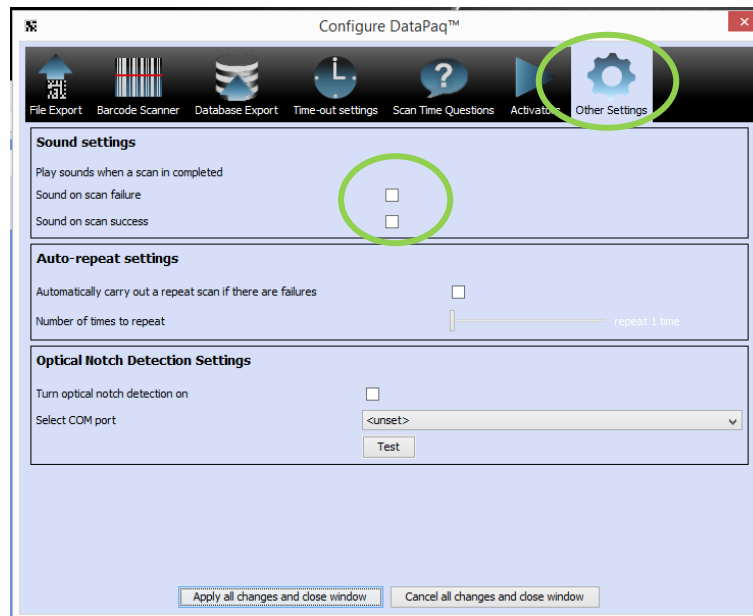 Configure DataPaq™
File Export Barcode Scanner Database Export Time-out settings Scan Time Questions Activators Other Settings
Sound settings
Play sounds when a scan in completed
Sound on scan failure
Sound on scan success
Auto-repeat settings
Automatically carry out a repeat scan if there are failures
Number of times to repeat repeat 1 time
Optical Notch Detection Settings
Turn optical notch detection on
Select COM port <unset>
Test
Apply all changes and close window Cancel all changes and close window